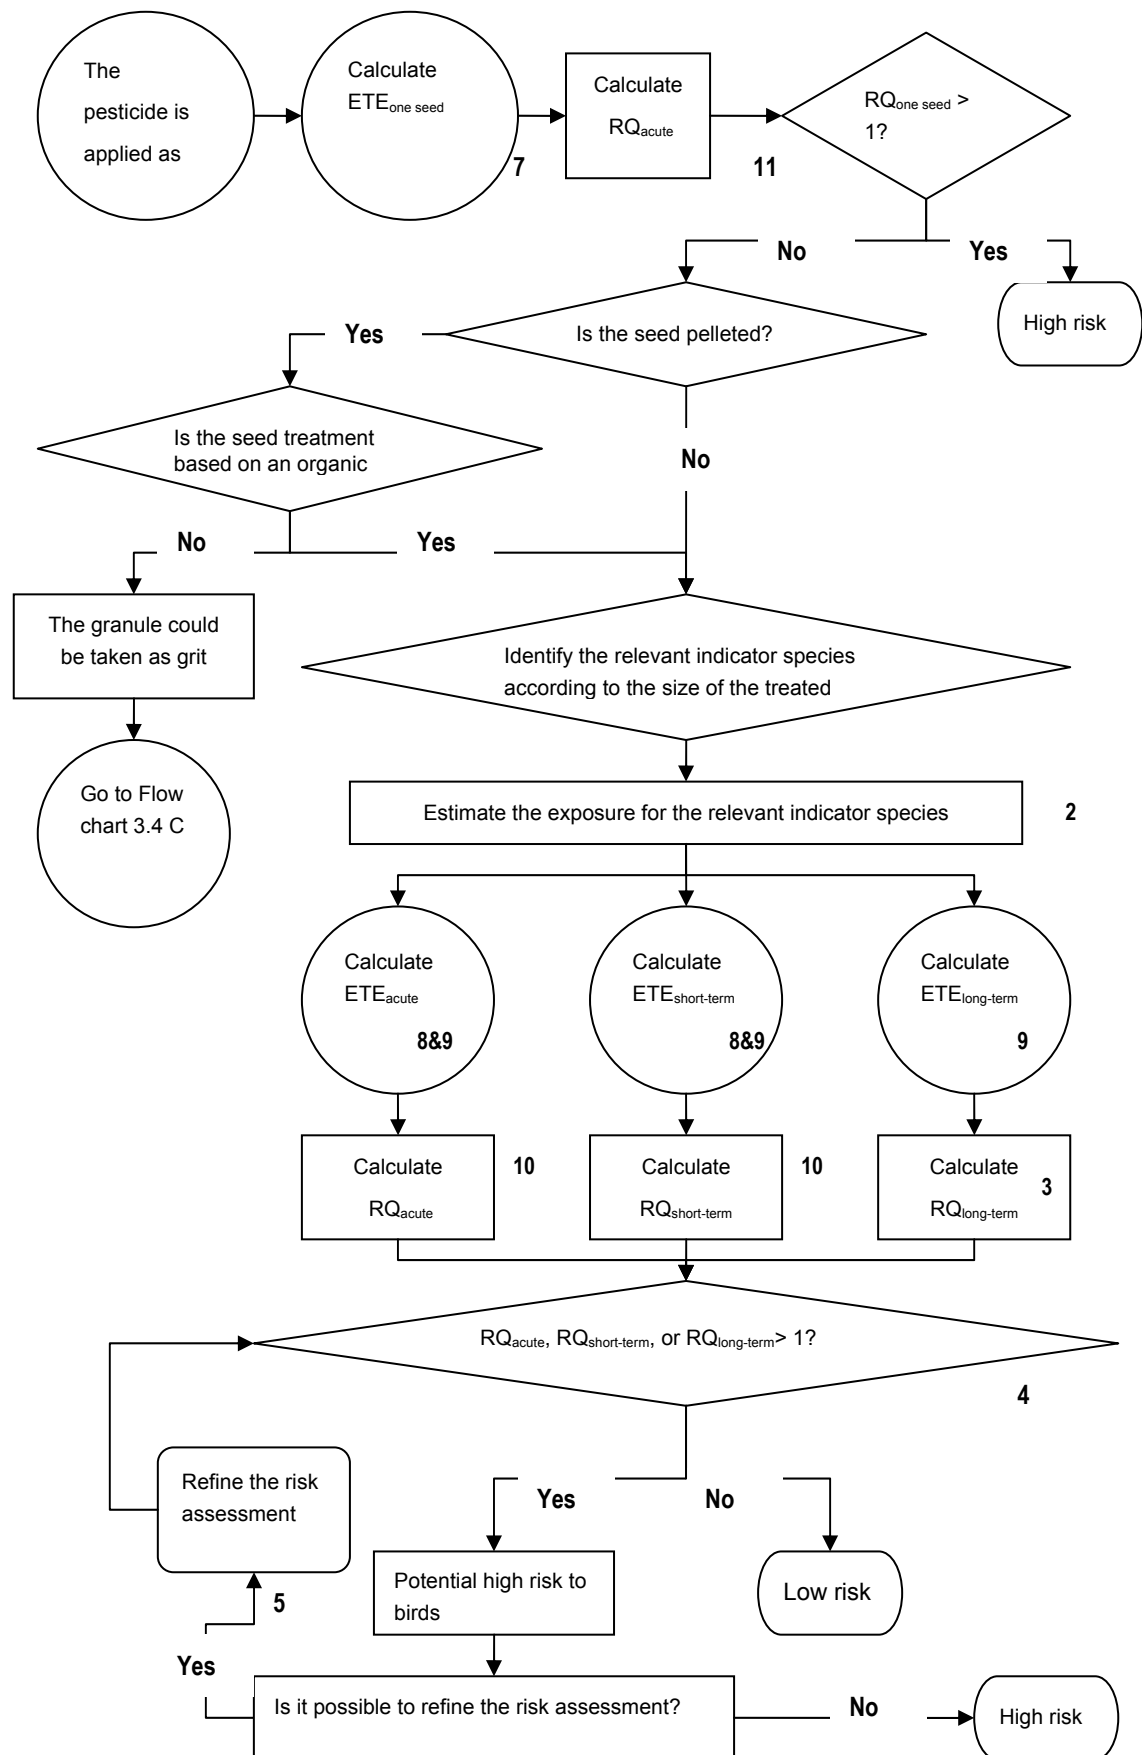 The
pesticide is
applied as
Calculate
ETEone seed
7
Calculate
RQacute
11
RQone seed >
1?
No
Yes
High risk
Is the seed pelleted?
Yes
No
Is the seed treatment
based on an organic
No
Yes
The granule could
be taken as grit
Go to Flow
chart 3.4 C
Identify the relevant indicator species
according to the size of the treated
Estimate the exposure for the relevant indicator species
2
Calculate
ETEacute
8&9
Calculate
ETEshort-term
8&9
Calculate
ETElong-term
9
Calculate
RQacute
10
Calculate
RQshort-term
10
Calculate
RQlong-term
3
RQacute, RQshort-term, or RQlong-term> 1?
4
Yes
No
Refine the risk
assessment
5
Potential high risk to
birds
Low risk
Yes
Is it possible to refine the risk assessment?
No
High risk